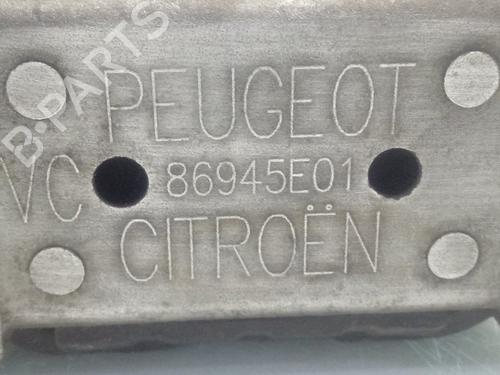 B-PARTS
PEUGEOT
VC 86945E01
CITROËN